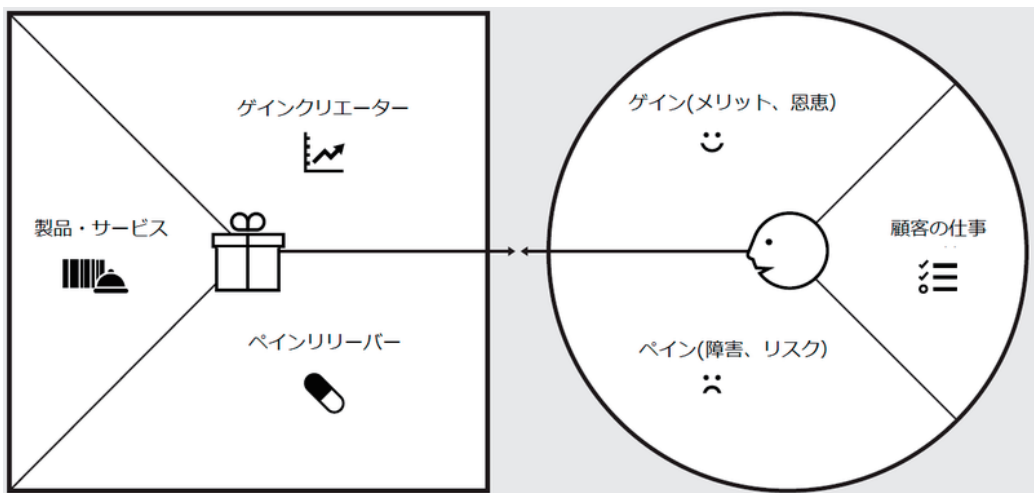 ゲインクリエーター
製品・サービス
ペインリリーバー
ゲイン(メリット、恩恵)
顧客の仕事
ペイン(障害、リスク)